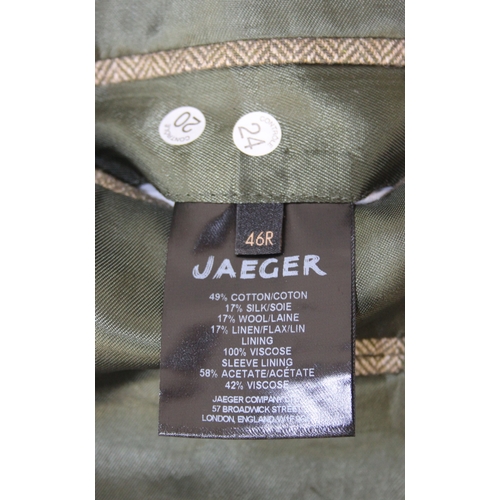 20
24
46R
JAEGER
49% COTTON/COTON
17% SILK/SOIE
17% WOOL/LAINE
17% LINEN/FLAX/LIN
LINING
100% VISCOSE
SLEEVE LINING
58% ACETATE/ACÉTATE
42% VISCOSE
JAEGER COMPANY
57 BROADWICK STREET
LONDON, ENGLAND